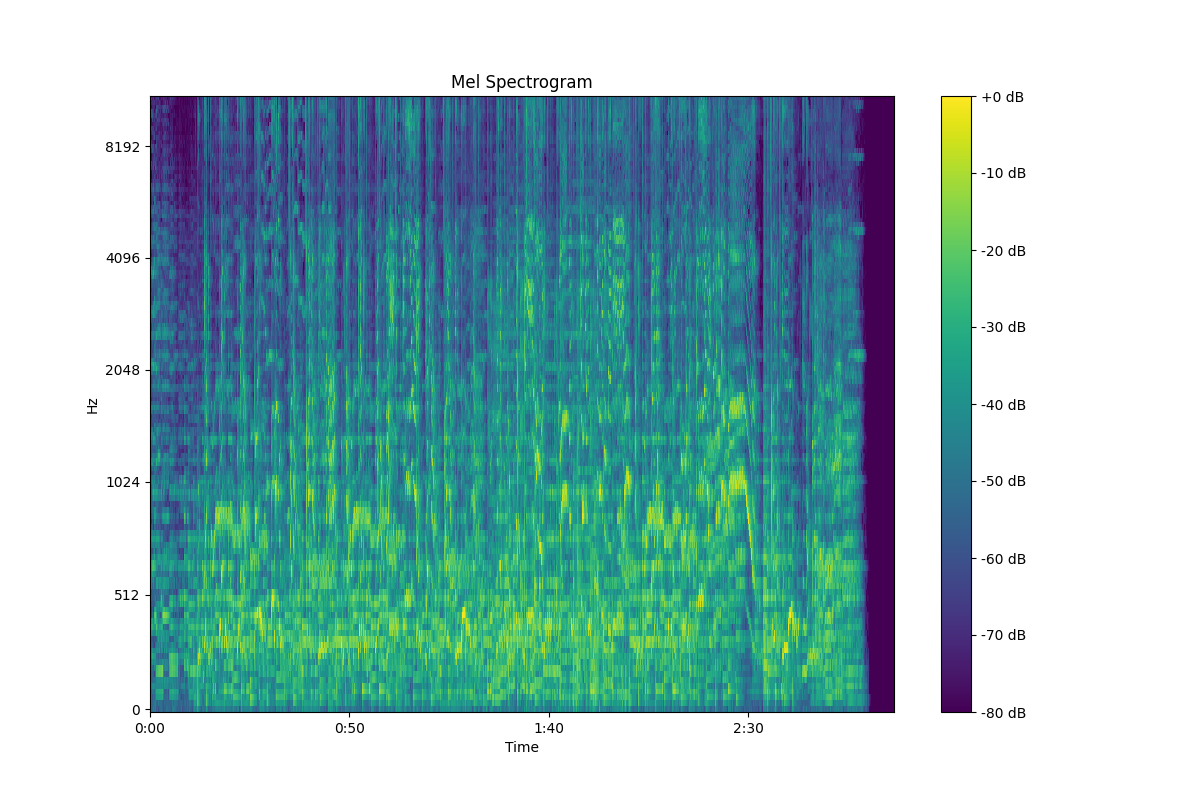 Mel Spectrogram
+0 dB
8192
-10 dB
-20 dB
4096
-30 dB
2048
-40 dB
Hz
1024
-50 dB
-60 dB
512
-70 dB
0
-80 dB
0:00 0:50 1:40 2:30
Time